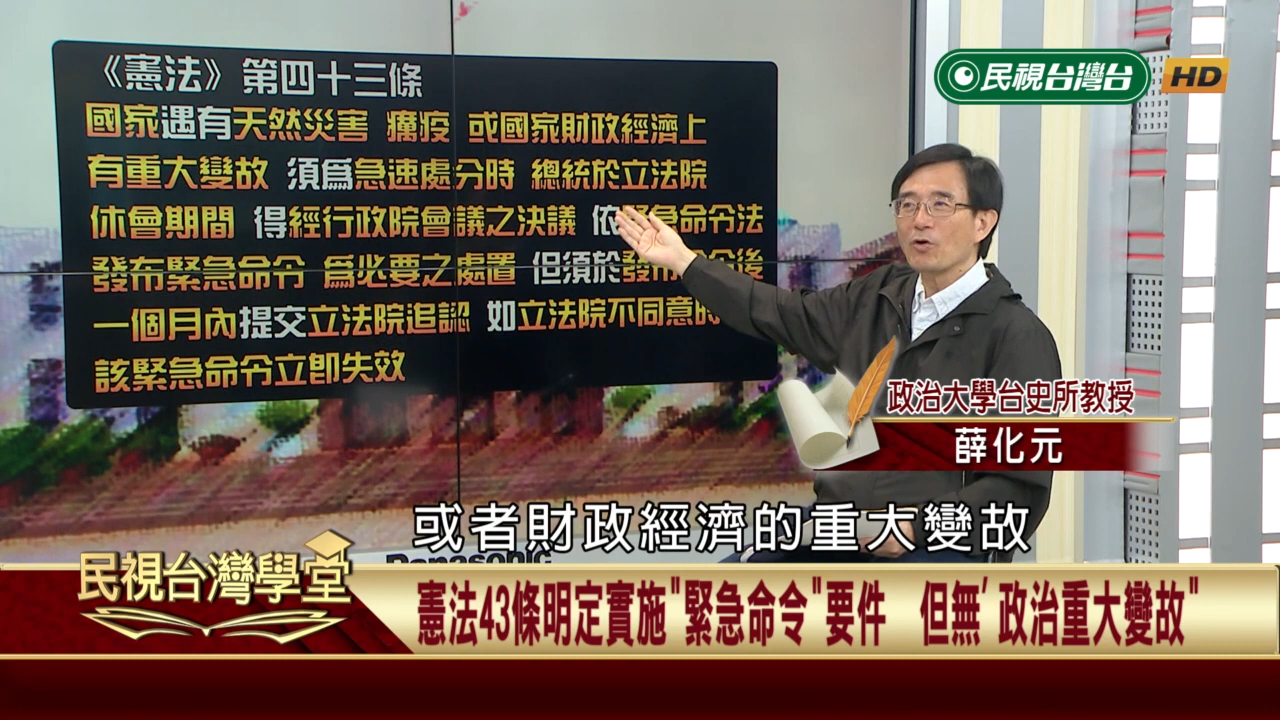 民視台灣台 HD
《憲法》第四十三條
國家遇有天然災害 癘疫 或國家財政經濟上
有重大變故 須為急速處分時 總統於立法院
休會期間 得經行政院會議之決議 依緊急命令法
發布緊急命令 為必要之處置 但須於發布命令後
一個月內提交立法院追認 如立法院不同意時
該緊急命令立即失效
政治大學台史所教授
薛化元
或者財政經濟的重大變故
Panasonic
民視台灣學堂
憲法43條明定實施"緊急命令"要件 但無'政治重大變故"